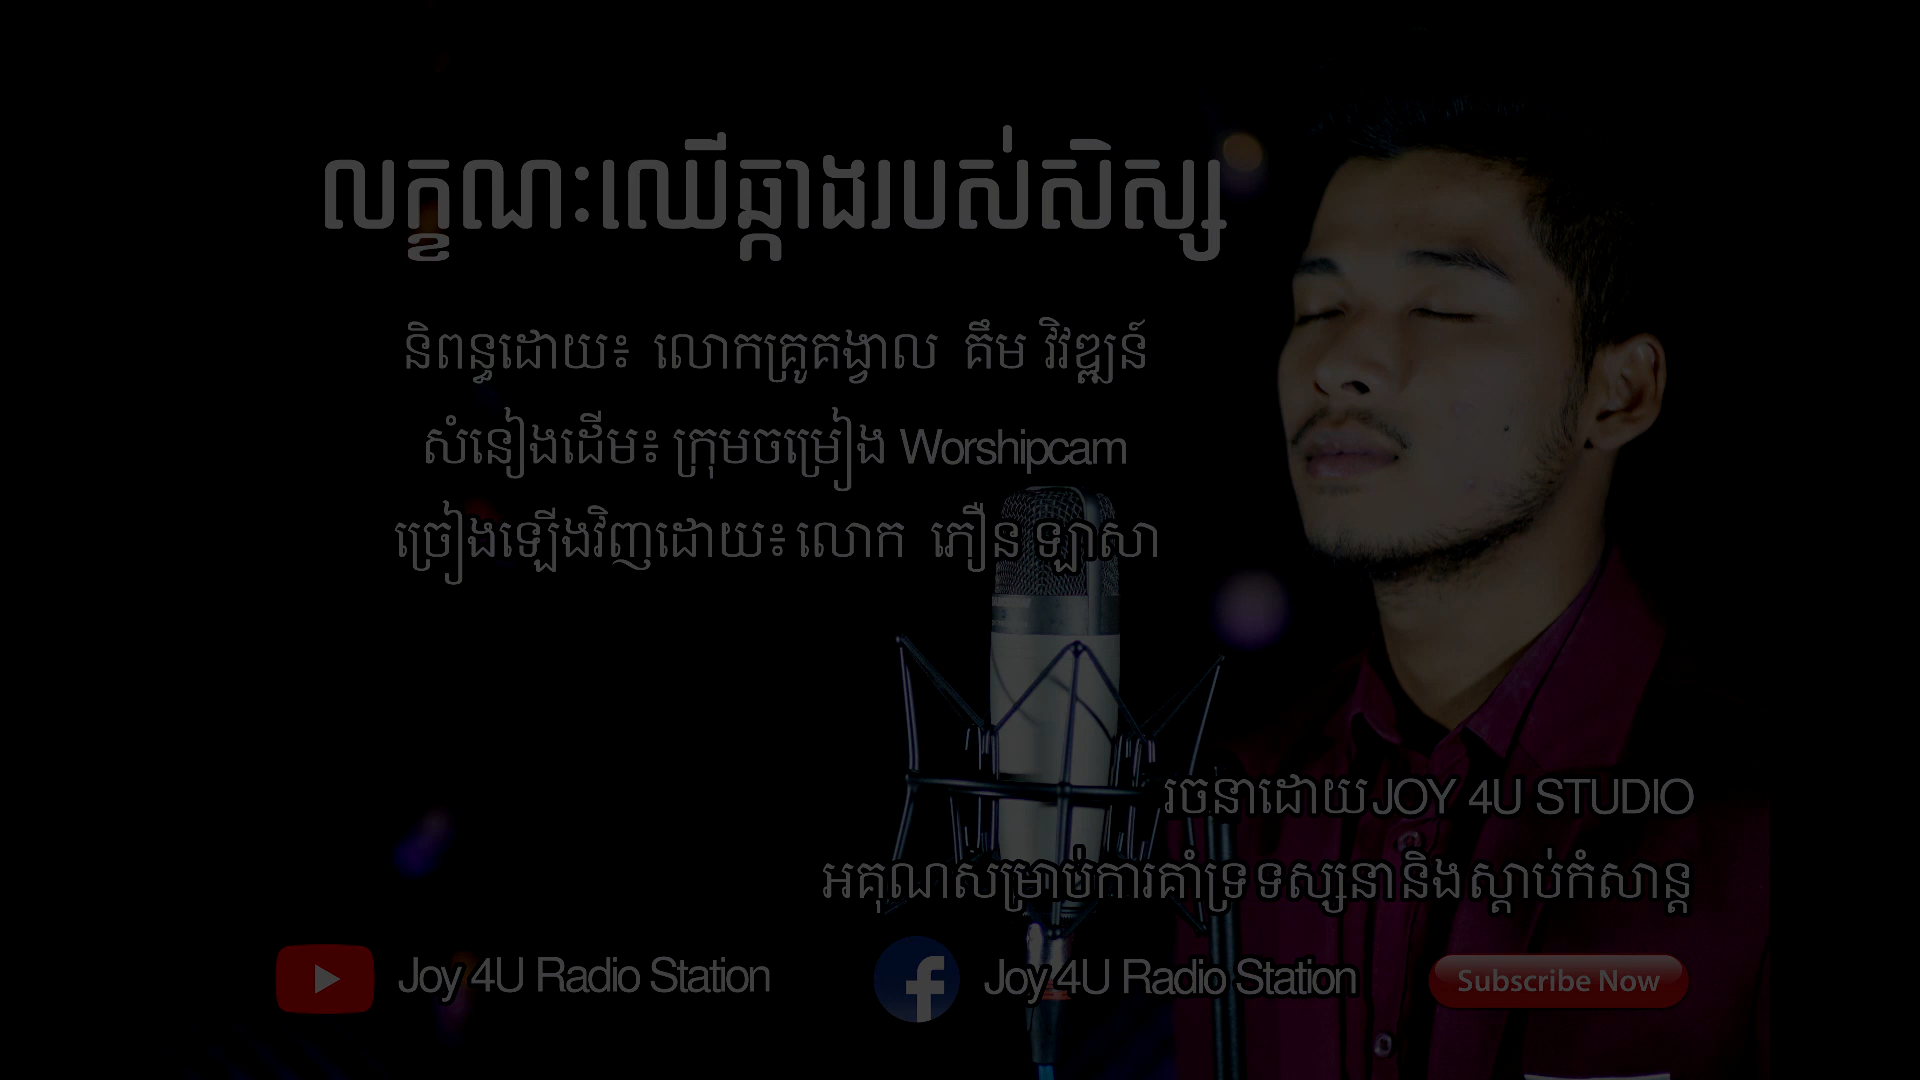 លក្ខណៈឈើឆ្កាងរបស់សិស្ស
និពន្ធដោយ៖ លោកគ្រូគង្វាល គឹម វិវឌ្ឍន៍
សំនៀងដើម៖ ក្រុមចម្រៀង Worshipcam
ច្រៀងឡើងវិញដោយ៖លោក ភឿន ឡាសា
រចនាដោយJOY 4U STUDIO
អគុណសម្រាប់ការគាំទ្រទស្សនានិងស្តាប់កំសាន្ត
Joy 4U Radio Station
Joy 4U Radio Station
Subscribe Now